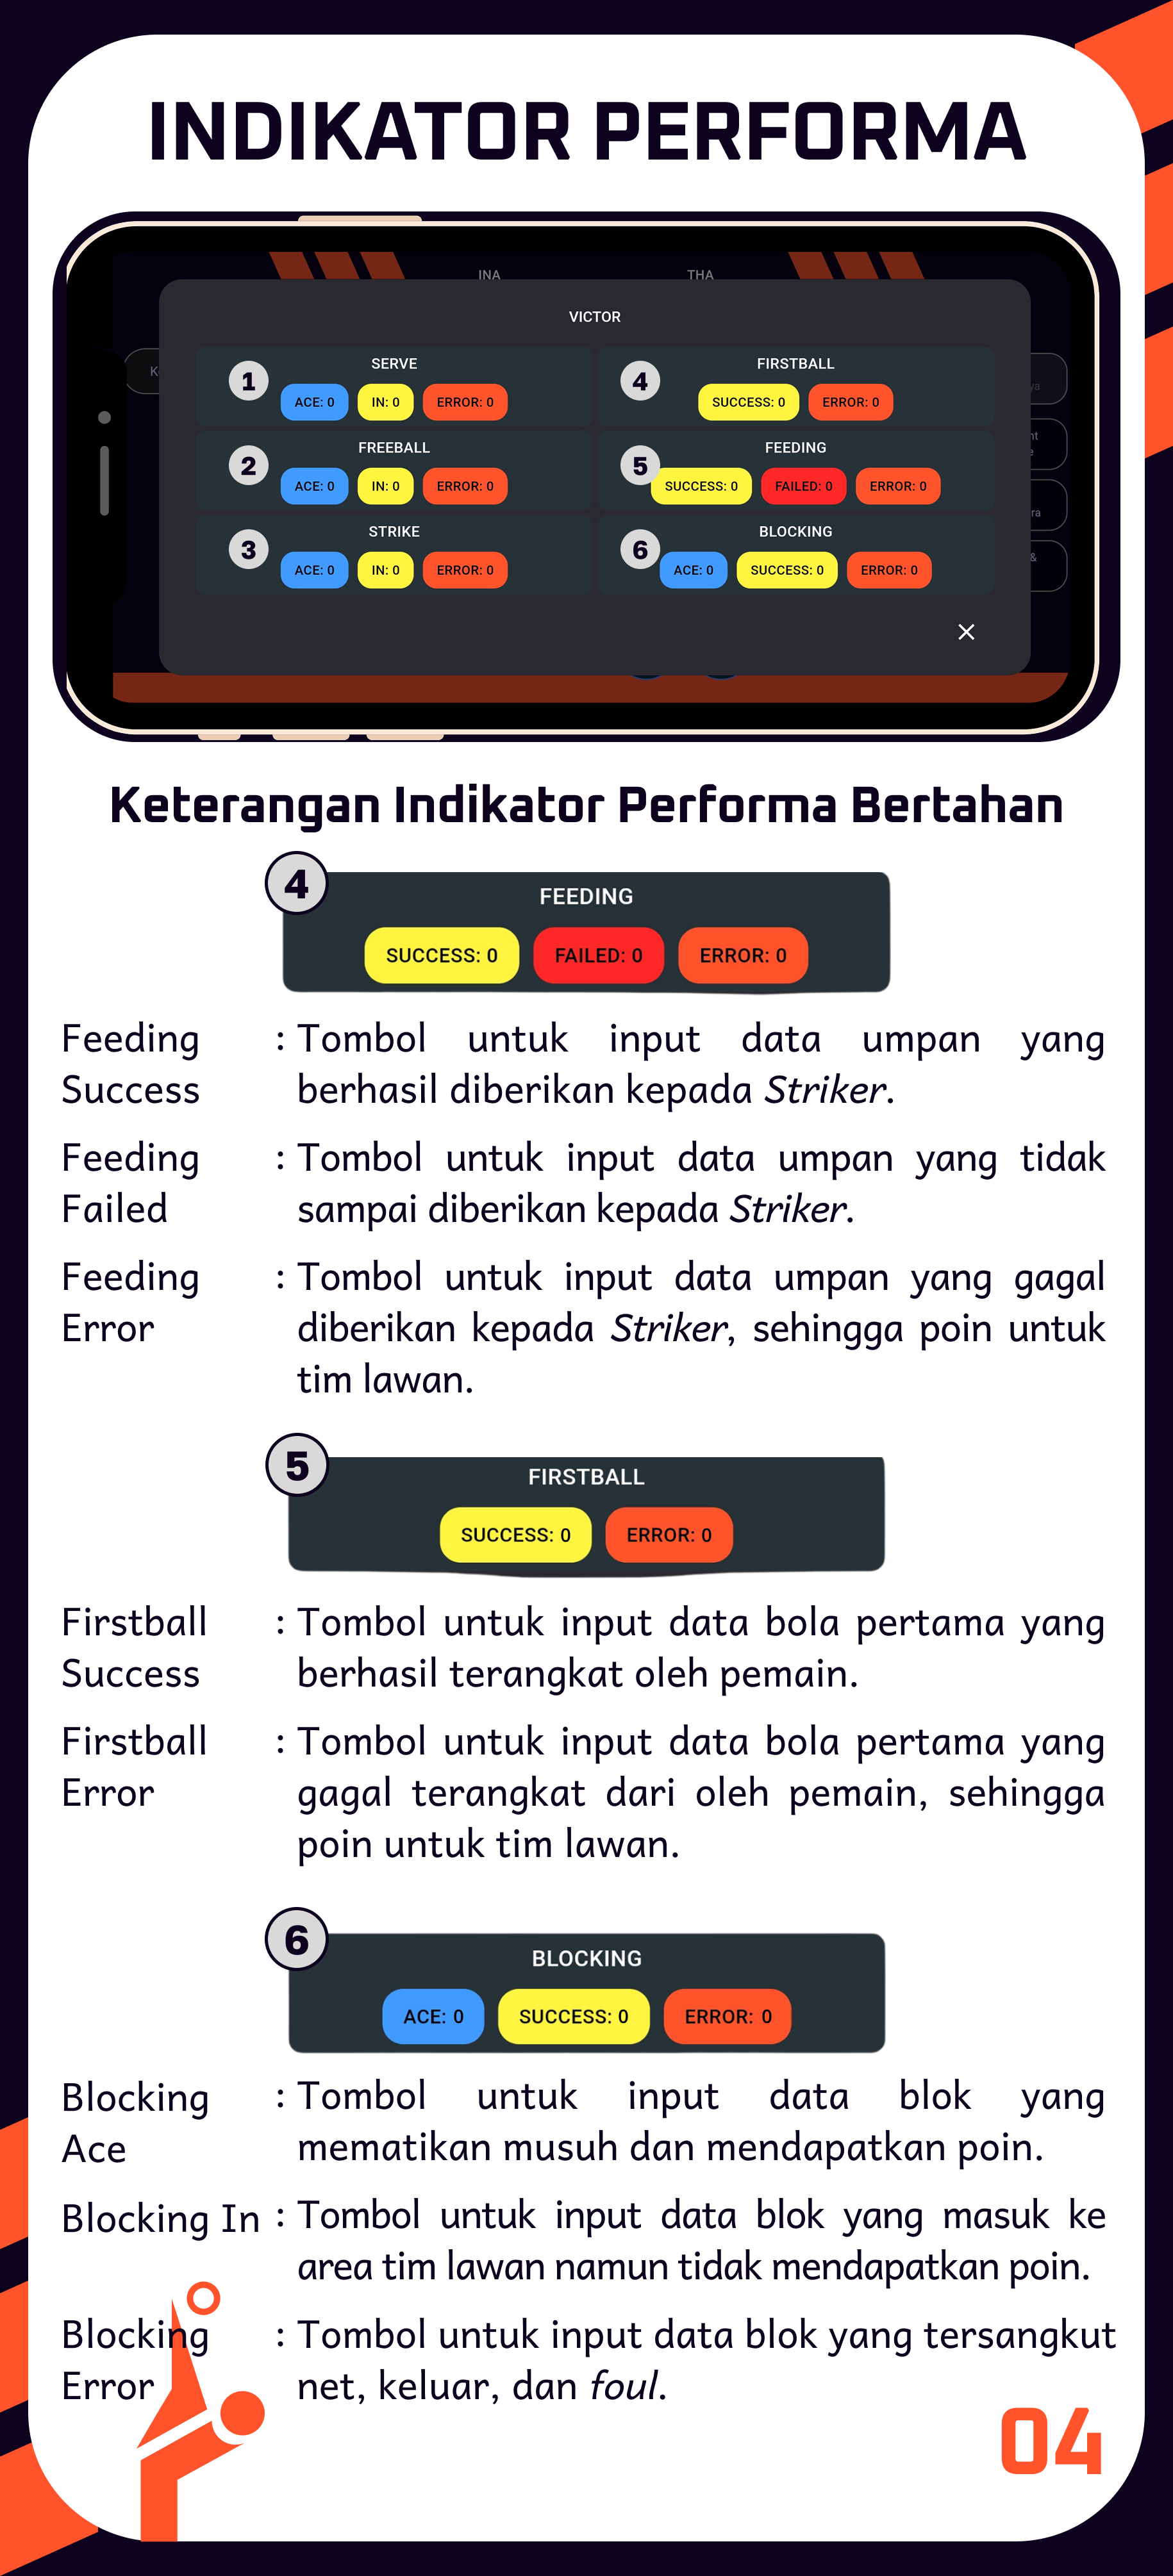 INDIKATOR PERFORMA
INA THA
VICTOR
1 SERVE
ACE: 0 IN: 0 ERROR: 0
4 FIRSTBALL
SUCCESS: 0 ERROR: 0
2 FREEBALL
ACE: 0 IN: 0 ERROR: 0
5 FEEDING
SUCCESS: 0 FAILED: 0 ERROR: 0
3 STRIKE
ACE: 0 IN: 0 ERROR: 0
6 BLOCKING
ACE: 0 SUCCESS: 0 ERROR: 0
Keterangan Indikator Performa Bertahan
4 FEEDING
SUCCESS: 0 FAILED: 0 ERROR: 0
Feeding : Tombol untuk input data umpan yang
Success berhasil diberikan kepada Striker.
Feeding : Tombol untuk input data umpan yang tidak
Failed sampai diberikan kepada Striker.
Feeding : Tombol untuk input data umpan yang gagal
Error diberikan kepada Striker, sehingga poin untuk
tim lawan.
5 FIRSTBALL
SUCCESS: 0 ERROR: 0
Firstball : Tombol untuk input data bola pertama yang
Success berhasil terangkat oleh pemain.
Firstball : Tombol untuk input data bola pertama yang
Error gagal terangkat dari oleh pemain, sehingga
poin untuk tim lawan.
6 BLOCKING
ACE: 0 SUCCESS: 0 ERROR: 0
Blocking : Tombol untuk input data blok yang
Ace mematikan musuh dan mendapatkan poin.
Blocking In : Tombol untuk input data blok yang masuk ke
area tim lawan namun tidak mendapatkan poin.
Blocking : Tombol untuk input data blok yang tersangkut
Error net, keluar, dan foul.
04